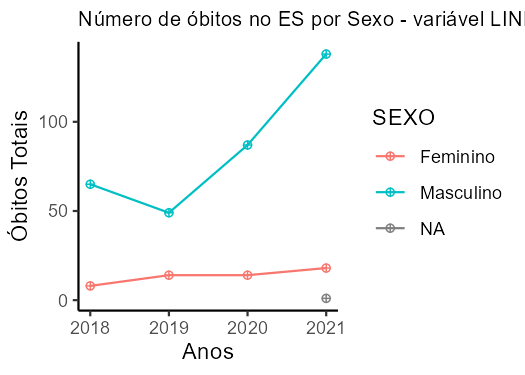 Número de óbitos no ES por Sexo - variável
Óbitos Totais
100
50
0
2018 2019 2020 2021
Anos
SEXO
Feminino
Masculino
NA